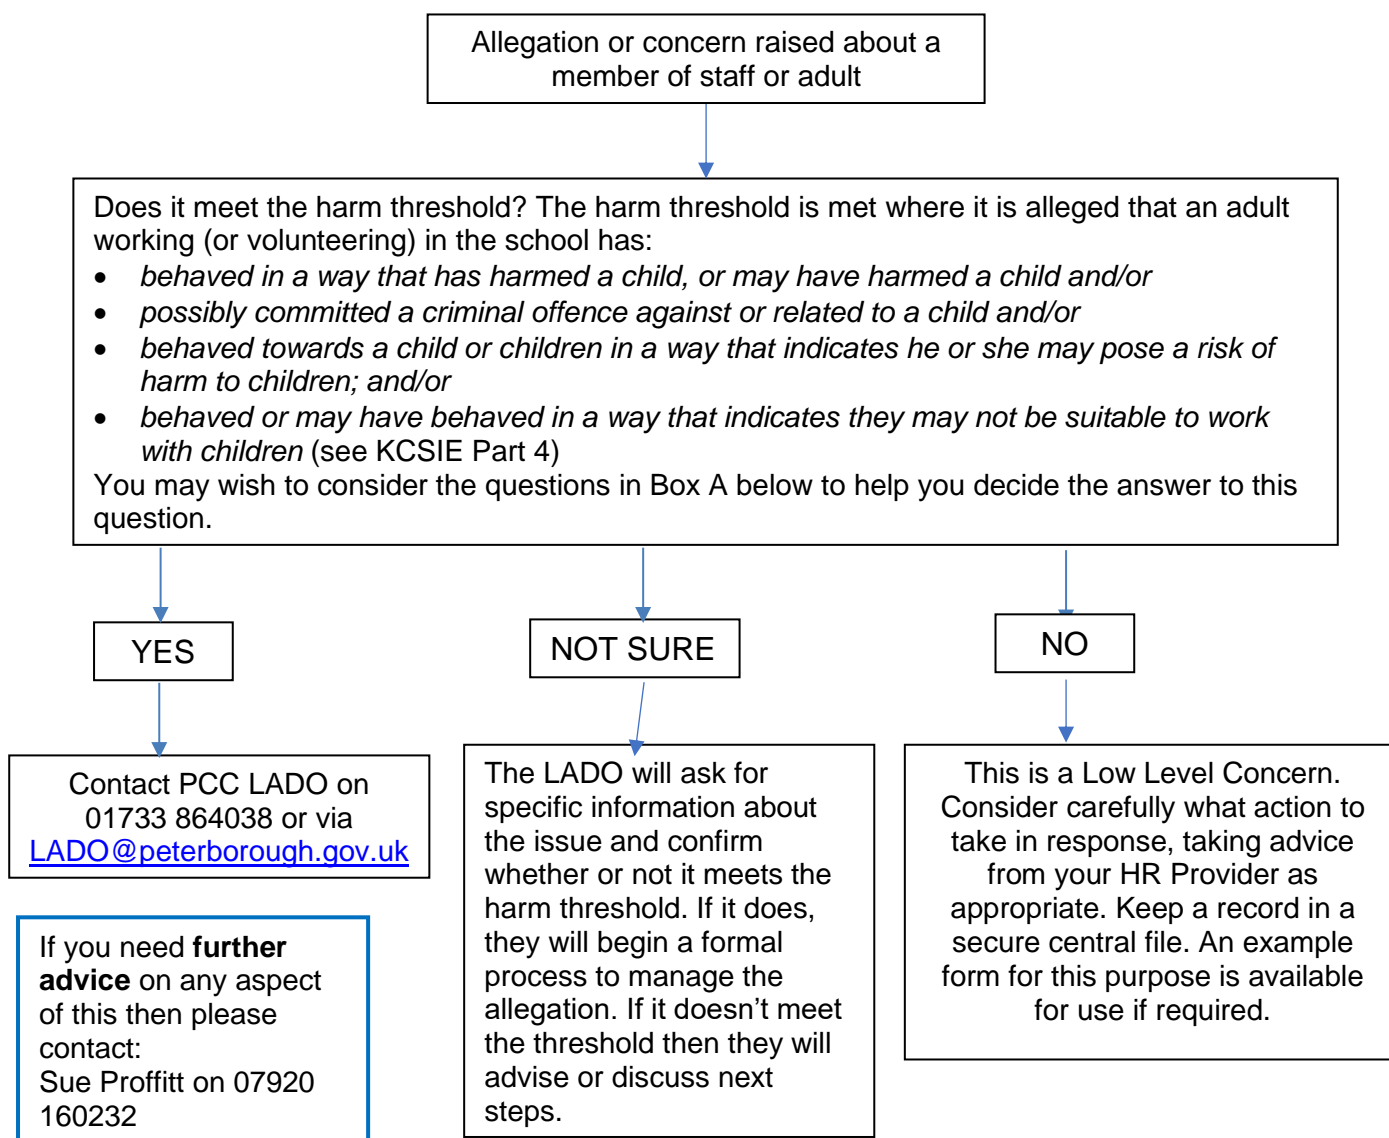 Allegation or concern raised about a
member of staff or adult
Does it meet the harm threshold? The harm threshold is met where it is alleged that an adult
working (or volunteering) in the school has:
• behaved in a way that has harmed a child, or may have harmed a child and/or
• possibly committed a criminal offence against or related to a child and/or
• behaved towards a child or children in a way that indicates he or she may pose a risk of
harm to children; and/or
• behaved or may have behaved in a way that indicates they may not be suitable to work
with children (see KCSIE Part 4)
You may wish to consider the questions in Box A below to help you decide the answer to this
question.
YES
NOT SURE
NO
Contact PCC LADO on
01733 864038 or via
LADO@peterborough.gov.uk
If you need further
advice on any aspect
of this then please
contact:
Sue Proffitt on 07920
160232
The LADO will ask for
specific information about
the issue and confirm
whether or not it meets the
harm threshold. If it does,
they will begin a formal
process to manage the
allegation. If it doesn’t meet
the threshold then they will
advise or discuss next
steps.
This is a Low Level Concern.
Consider carefully what action to
take in response, taking advice
from your HR Provider as
appropriate. Keep a record in a
secure central file. An example
form for this purpose is available
for use if required.